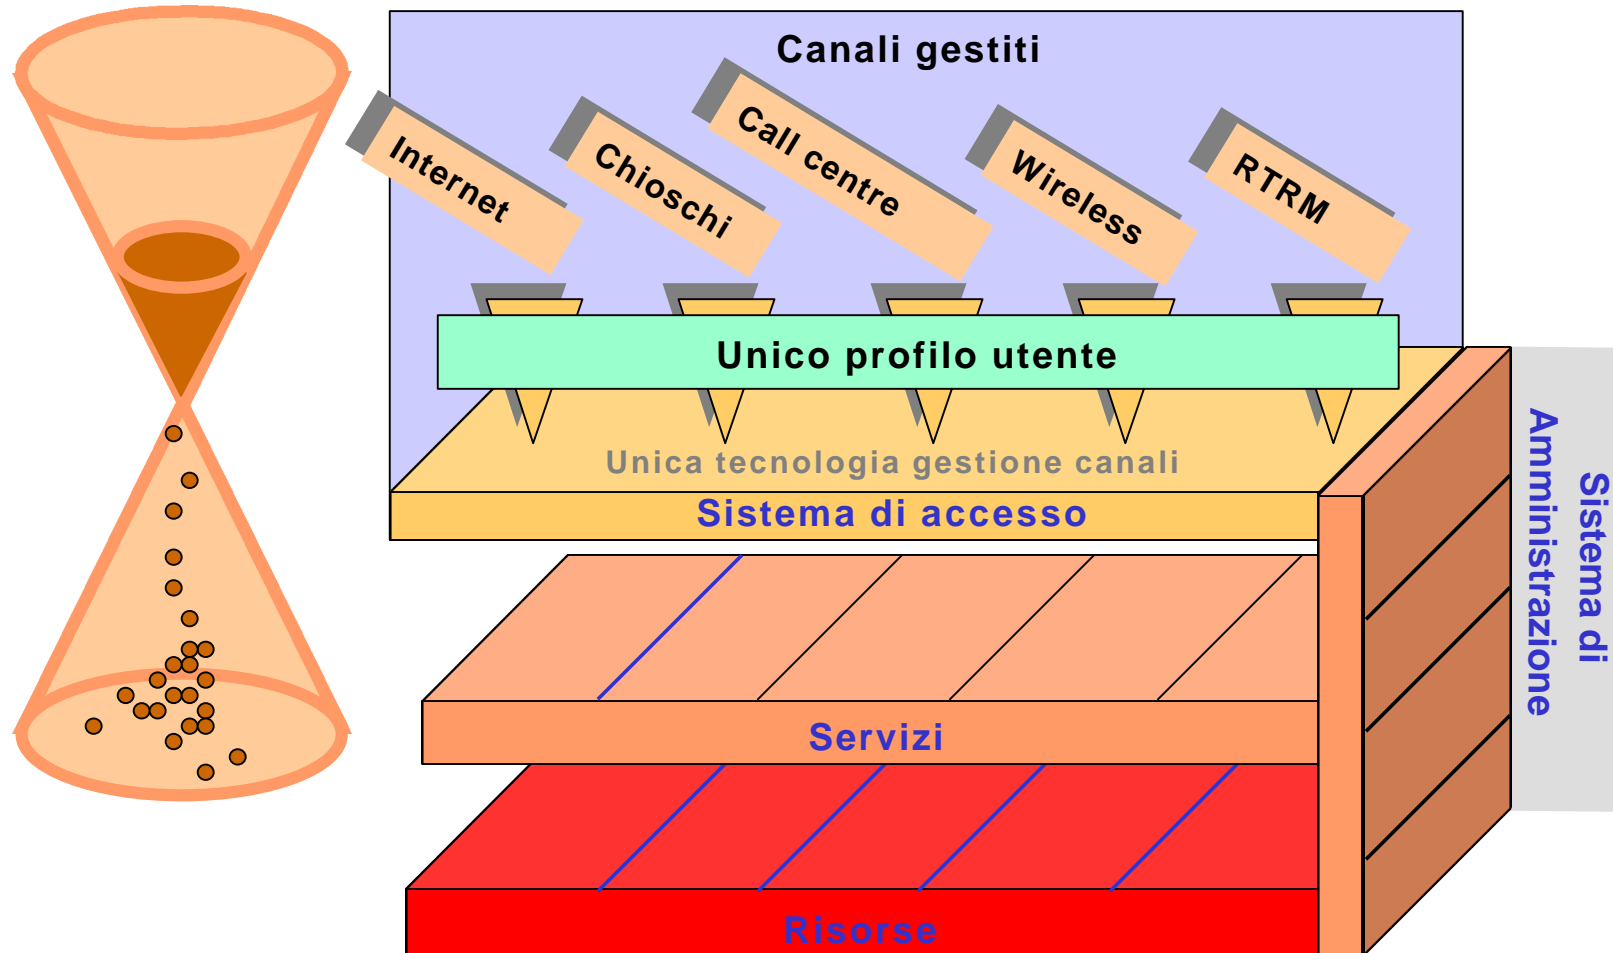 Canali gestiti
Internet
Chioschi
Call centre
Wireless
RTRM
Unico profilo utente
Unica tecnologia gestione canali
Sistema di accesso
Servizi
Risorse
Sistema di
Amministrazione